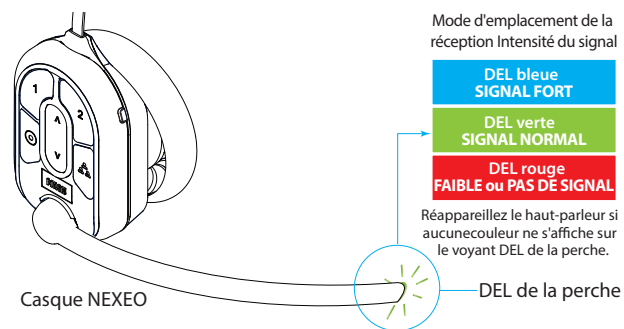 Mode d'emplacement de la
réception Intensité du signal
DEL bleue
SIGNAL FORT
DEL verte
SIGNAL NORMAL
DEL rouge
FAIBLE ou PAS DE SIGNAL
Réappareillez le haut-parleur si
aucunecouleur ne s'affiche sur
le voyant DEL de la perche.
DEL de la perche
Casque NEXEO
1
2
HME